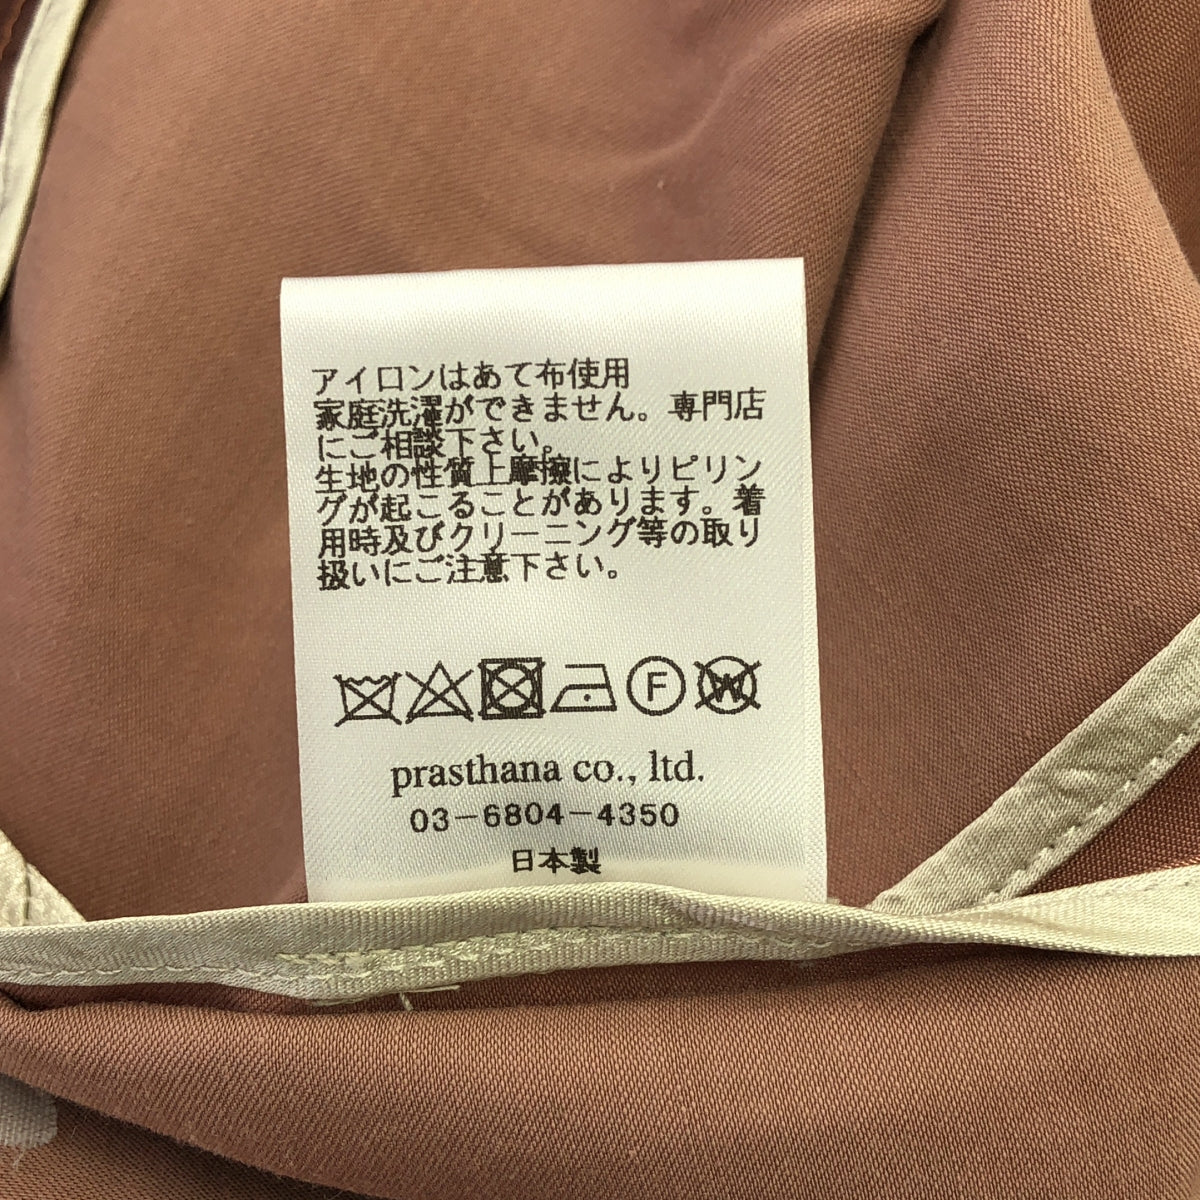 アイロンはあて布使用
家庭洗濯ができません。専門店
にご相談下さい。
生地の性質上摩擦によりピリン
グが起こることがあります。着
用時及びクリーニング等の取り
扱いにご注意下さい。
F W
prasthana co., ltd.
03-6804-4350
日本製